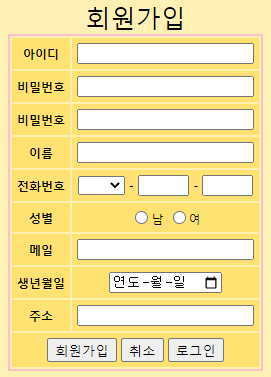 회원가입
아이디
비밀번호
비밀번호
이름
전화번호 - -
성별 남 여
메일
생년월일 연도-월-일
주소
회원가입 취소 로그인